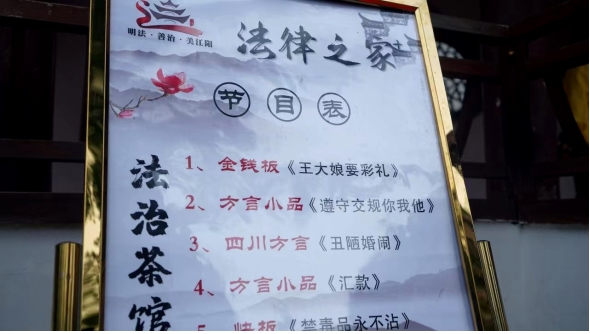 明法·善治·美江阳
法律之家
节目表
法治茶馆
1、金钱板《王大娘要彩礼》
2、方言小品《遵守交规你我他》
3、四川方言《丑陋婚闹》
4、方言小品《汇款》
5、快板《禁毒品永不沾》